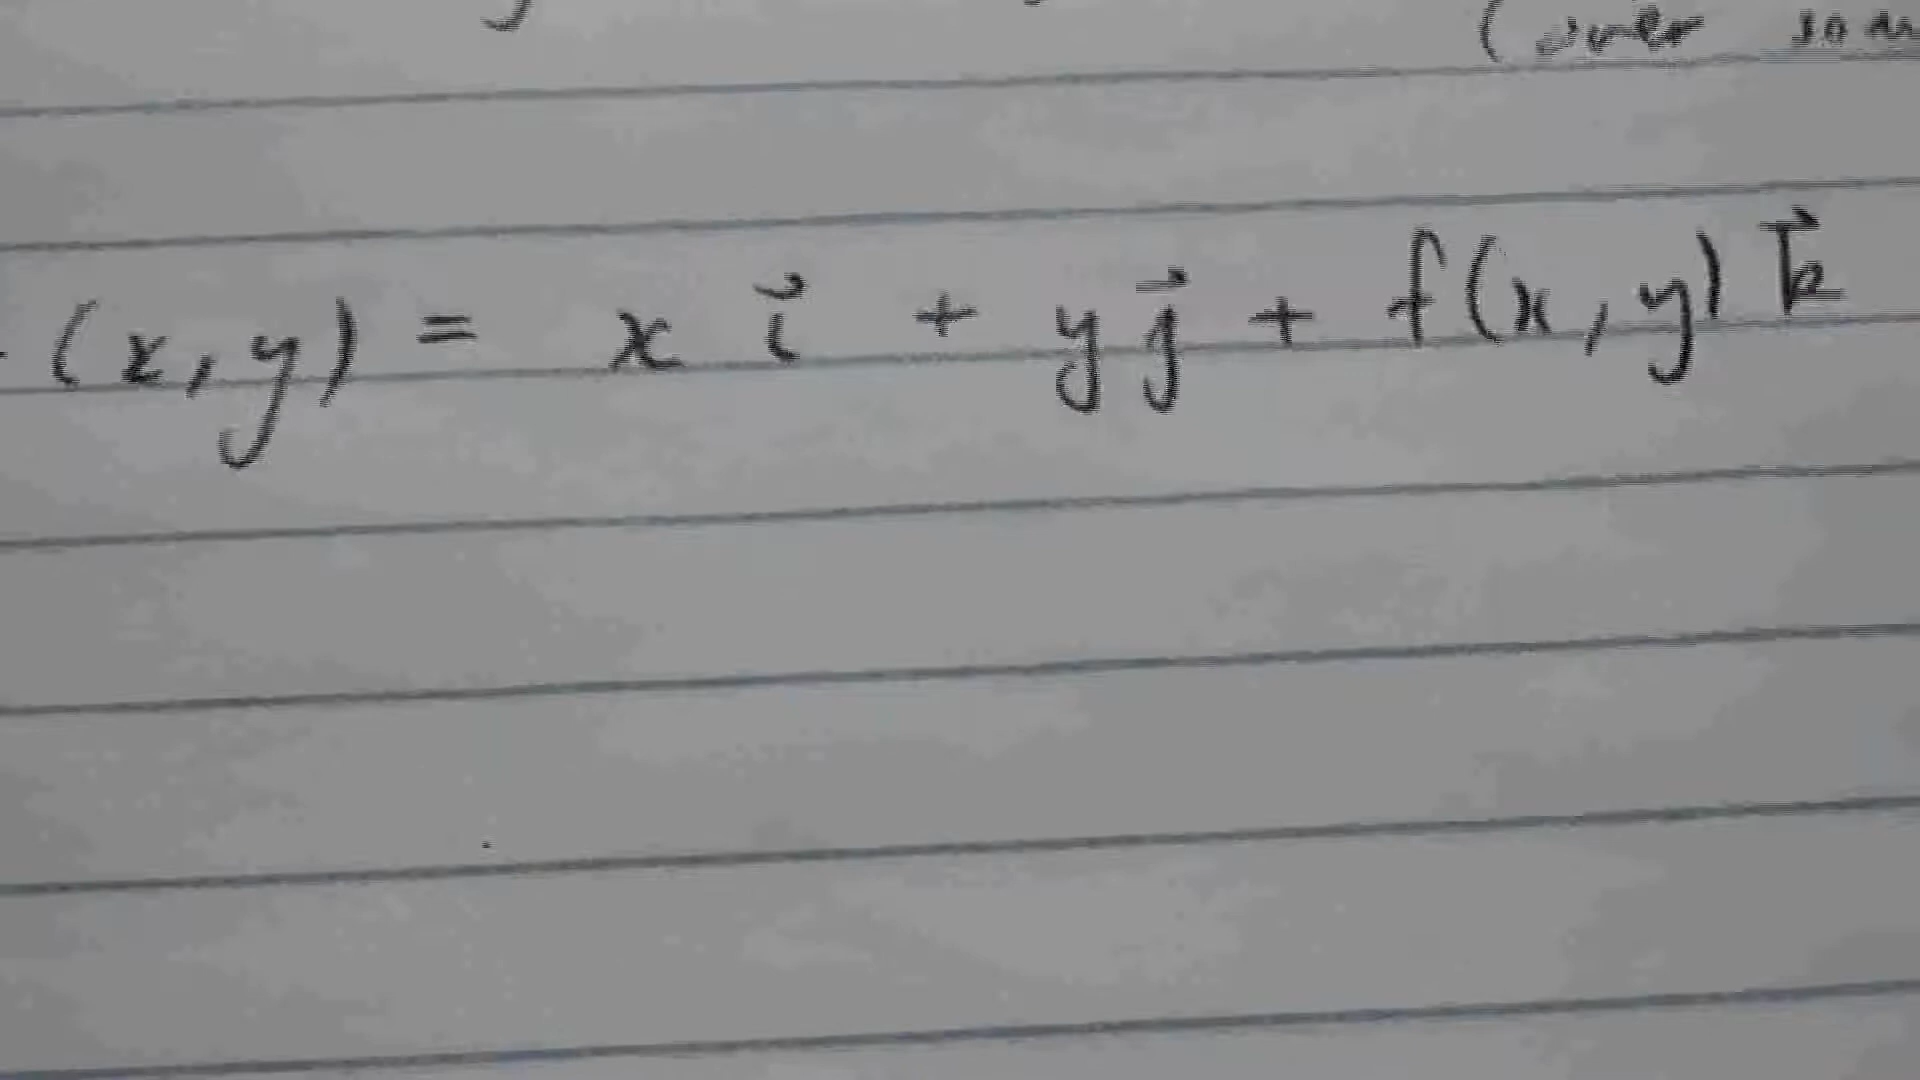 (over
(x,y) = x i⃗ + y j⃗ + f(x,y) k⃗